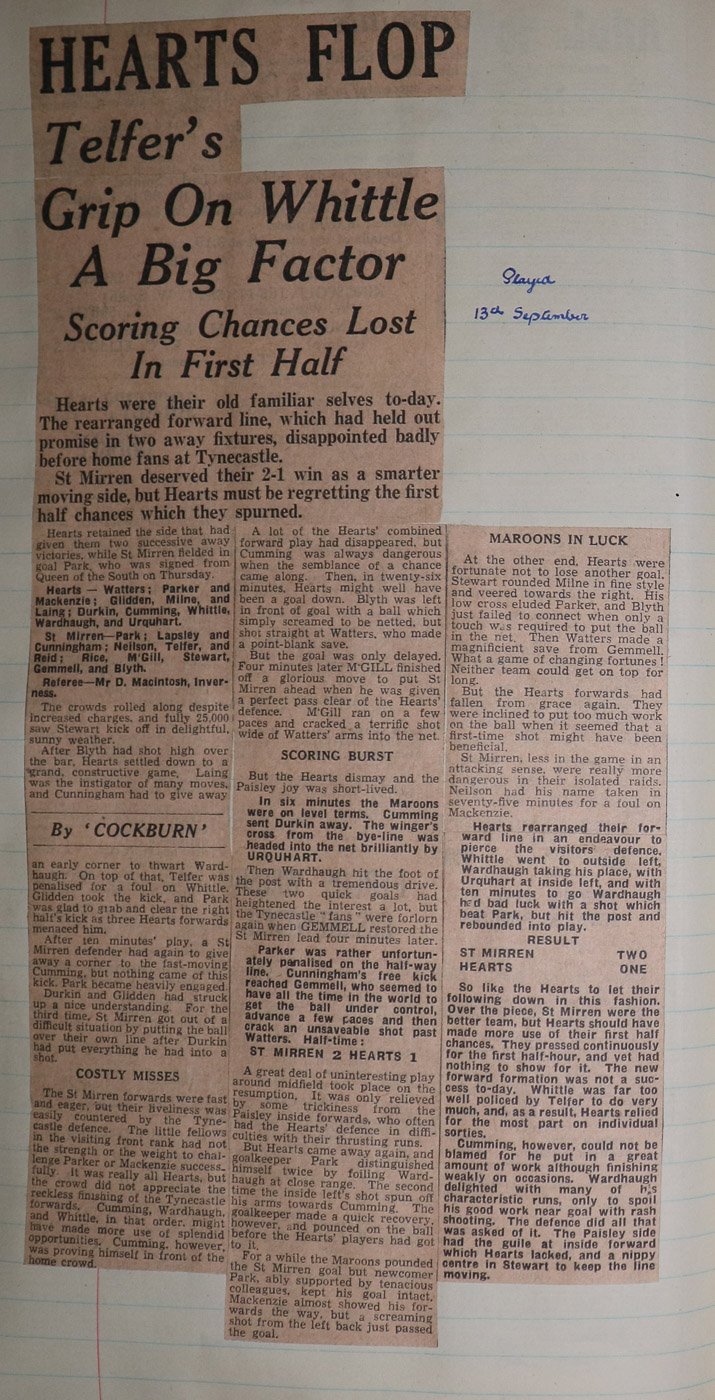 HEARTS FLOP
Telfer's
Grip On Whittle
A Big Factor
Scoring Chances Lost
In First Half
Played
13th September
Hearts were their old familiar selves to-day.
The rearranged forward line, which had held out
promise in two away fixtures, disappointed badly
before home fans at Tynecastle.
St Mirren deserved their 2-1 win as a smarter
moving side, but Hearts must be regretting the first
half chances which they spurned.
Hearts retained the side that had
given them two successive away
victories, while St Mirren fielded in
goal Park, who was signed from
Queen of the South on Thursday.
Hearts — Watters; Parker and
Mackenzie; Glidden, Milne, and
Laing; Durkin, Cumming, Whittle,
Wardhaugh, and Urquhart.
St Mirren—Park; Lapsley and
Cunningham; Neilson, Telfer, and
Reid; Rice, M'Gill, Stewart,
Gemmell, and Blyth.
Referee—Mr D. Macintosh, Inver-
ness.
The crowds rolled along despite
increased charges, and fully 25,000
saw Stewart kick off in delightful,
sunny weather.
After Blyth had shot high over
the bar, Hearts settled down to a
grand, constructive game, Laing
was the instigator of many moves,
and Cunningham had to give away
By 'COCKBURN'
an early corner to thwart Ward-
haugh. On top of that, Telfer was
penalised for a foul on Whittle.
Glidden took the kick, and Park
was glad to grab and clear the right
half's kick as three Hearts forwards
menaced him.
After ten minutes' play, a St
Mirren defender had again to give
away a corner to the fast-moving
Cumming, but nothing came of this
kick. Park became heavily engaged.
Durkin and Glidden had struck
up a nice understanding. For the
third time, St Mirren got out of a
difficult situation by putting the ball
over their own line after Durkin
had put everything he had into a
shot.
COSTLY MISSES
The St Mirren forwards were fast
and eager, but their liveliness was
easily countered by the Tyne-
castle defence. The little fellows
in the visiting front rank had not
the strength or the weight to chal-
lenge Parker or Mackenzie success-
fully. It was really all Hearts, but
the crowd did not appreciate the
reckless finishing of the Tynecastle
forwards. Cumming, Wardhaugh,
and Whittle, in that order, might
have made more use of splendid
opportunities. Cumming, however,
was proving himself in front of the
home crowd.
A lot of the Hearts' combined
forward play had disappeared, but
Cumming was always dangerous
when the semblance of a chance
came along. Then, in twenty-six
minutes, Hearts might well have
been a goal down. Blyth was left
in front of goal with a ball which
simply screamed to be netted, but
shot straight at Watters, who made
a point-blank save.
But the goal was only delayed.
Four minutes later M'GILL finished
off a glorious move to put St
Mirren ahead when he was given
a perfect pass clear of the Hearts'
defence. M'Gill ran on a few
paces and cracked a terrific shot
wide of Watters' arms into the net.
SCORING BURST
But the Hearts dismay and the
Paisley joy was short-lived.
In six minutes the Maroons
were on level terms. Cumming
sent Durkin away. The winger's
cross from the bye-line was
headed into the net brilliantly by
URQUHART.
Then Wardhaugh hit the foot of
the post with a tremendous drive.
These two quick goals had
heightened the interest a lot, but
the Tynecastle "fans" were forlorn
again when GEMMELL restored the
St Mirren lead four minutes later.
Parker was rather unfortun-
ately penalised on the half-way
line. Cunningham's free kick
reached Gemmell, who seemed to
have all the time in the world to
get the ball under control,
advance a few paces and then
crack an unsaveable shot past
Watters. Half-time:
ST MIRREN 2 HEARTS 1
A great deal of uninteresting play
around midfield took place on the
resumption. It was only relieved
by some trickiness from the
Paisley inside forwards, who often
had the Hearts' defence in diffi-
culties with their thrusting runs.
But Hearts came away again, and
goalkeeper Park distinguished
himself twice by foiling Ward-
haugh at close range. The second
time the inside left's shot spun off
his arms towards Cumming. The
goalkeeper made a quick recovery,
however, and pounced on the ball
before the Hearts' players had got
to it.
For a while the Maroons pounded
the St Mirren goal but newcomer
Park, ably supported by tenacious
colleagues, kept his goal intact.
Mackenzie almost showed his for-
wards the way, but a screaming
shot from the left back just passed
the goal.
MAROONS IN LUCK
At the other end, Hearts were
fortunate not to lose another goal.
Stewart rounded Milne in fine style
and veered towards the right. His
low cross eluded Parker, and Blyth
just failed to connect when only a
touch was required to put the ball
in the net. Then Watters made a
magnificent save from Gemmell.
What a game of changing fortunes!
Neither team could get on top for
long.
But the Hearts forwards had
fallen from grace again. They
were inclined to put too much work
on the ball when it seemed that a
first-time shot might have been
beneficial.
St Mirren, less in the game in an
attacking sense, were really more
dangerous in their isolated raids.
Neilson had his name taken in
seventy-five minutes for a foul on
Mackenzie.
Hearts rearranged their for-
ward line in an endeavour to
pierce the visitors' defence.
Whittle went to outside left,
Wardhaugh taking his place, with
Urquhart at inside left, and with
ten minutes to go Wardhaugh
had bad luck with a shot which
beat Park, but hit the post and
rebounded into play.
RESULT
ST MIRREN TWO
HEARTS ONE
So like the Hearts to let their
following down in this fashion.
Over the piece, St Mirren were the
better team, but Hearts should have
made more use of their first half
chances. They pressed continuously
for the first half-hour, and yet had
nothing to show for it. The new
forward formation was not a suc-
cess to-day. Whittle was far too
well policed by Telfer to do very
much, and, as a result, Hearts relied
for the most part on individual
sorties.
Cumming, however, could not be
blamed for he put in a great
amount of work although finishing
weakly on occasions. Wardhaugh
delighted with many of his
characteristic runs, only to spoil
his good work near goal with rash
shooting. The defence did all that
was asked of it. The Paisley side
had the guile at inside forward
which Hearts lacked, and a nippy
centre in Stewart to keep the line
moving.